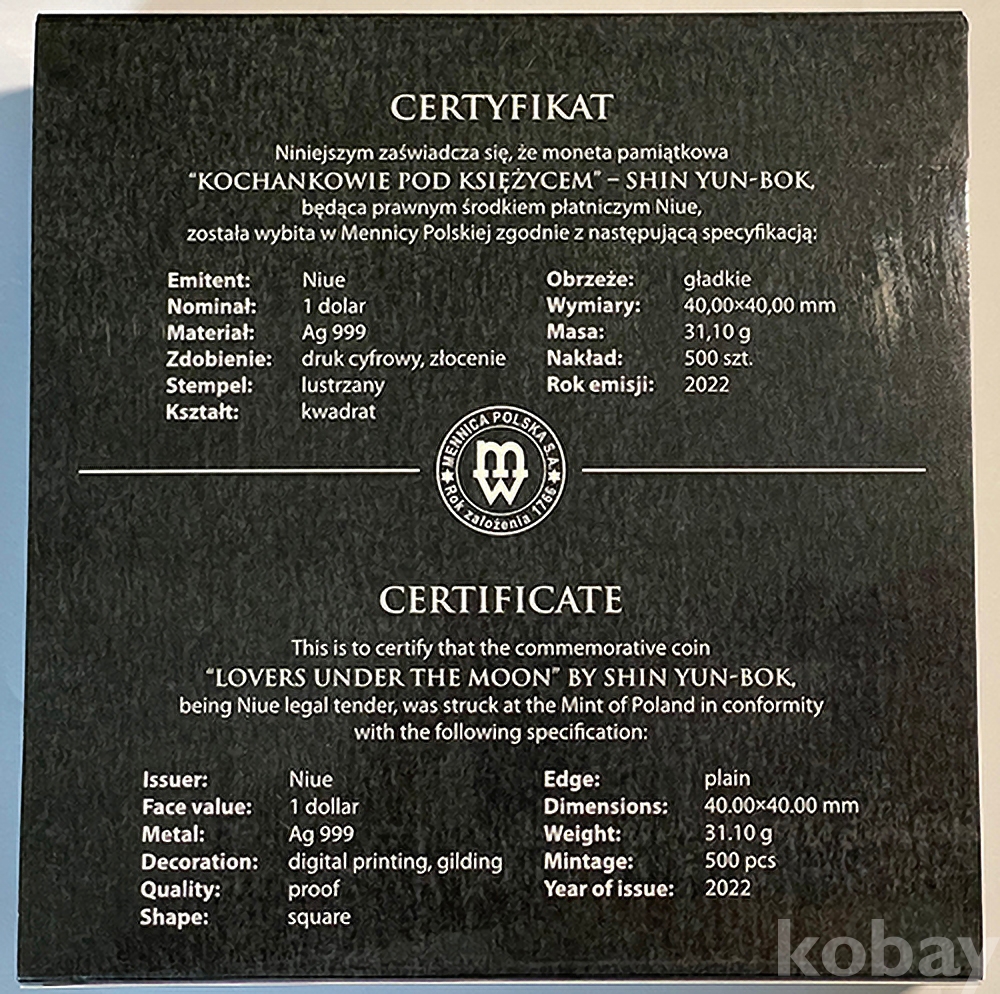 CERTYFIKAT
Niniejszym zaświadcza się, że moneta pamiątkowa
"KOCHANKOWIE POD KSIĘŻYCEM" – SHIN YUN-BOK,
będąca prawnym środkiem płatniczym Niue,
została wybita w Mennicy Polskiej zgodnie z następującą specyfikacją:
Emitent: Niue Obrzeże: gładkie
Nominał: 1 dolar Wymiary: 40,00×40,00 mm
Materiał: Ag 999 Masa: 31,10 g
Zdobienie: druk cyfrowy, złocenie Nakład: 500 szt.
Stempel: lustrzany Rok emisji: 2022
Kształt: kwadrat
MENNICA POLSKA S.A.
mw
Rok założenia 1766
CERTIFICATE
This is to certify that the commemorative coin
"LOVERS UNDER THE MOON" BY SHIN YUN-BOK,
being Niue legal tender, was struck at the Mint of Poland in conformity
with the following specification:
Issuer: Niue Edge: plain
Face value: 1 dollar Dimensions: 40.00×40.00 mm
Metal: Ag 999 Weight: 31.10 g
Decoration: digital printing, gilding Mintage: 500 pcs
Quality: proof Year of issue: 2022
Shape: square
kobay